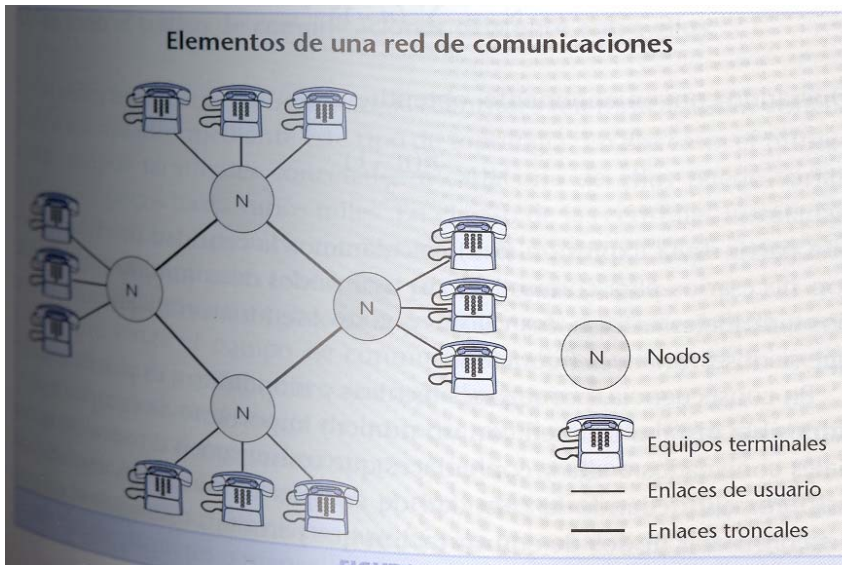 Elementos de una red de comunicaciones
N
N
N
N
N Nodos
Equipos terminales
Enlaces de usuario
Enlaces troncales